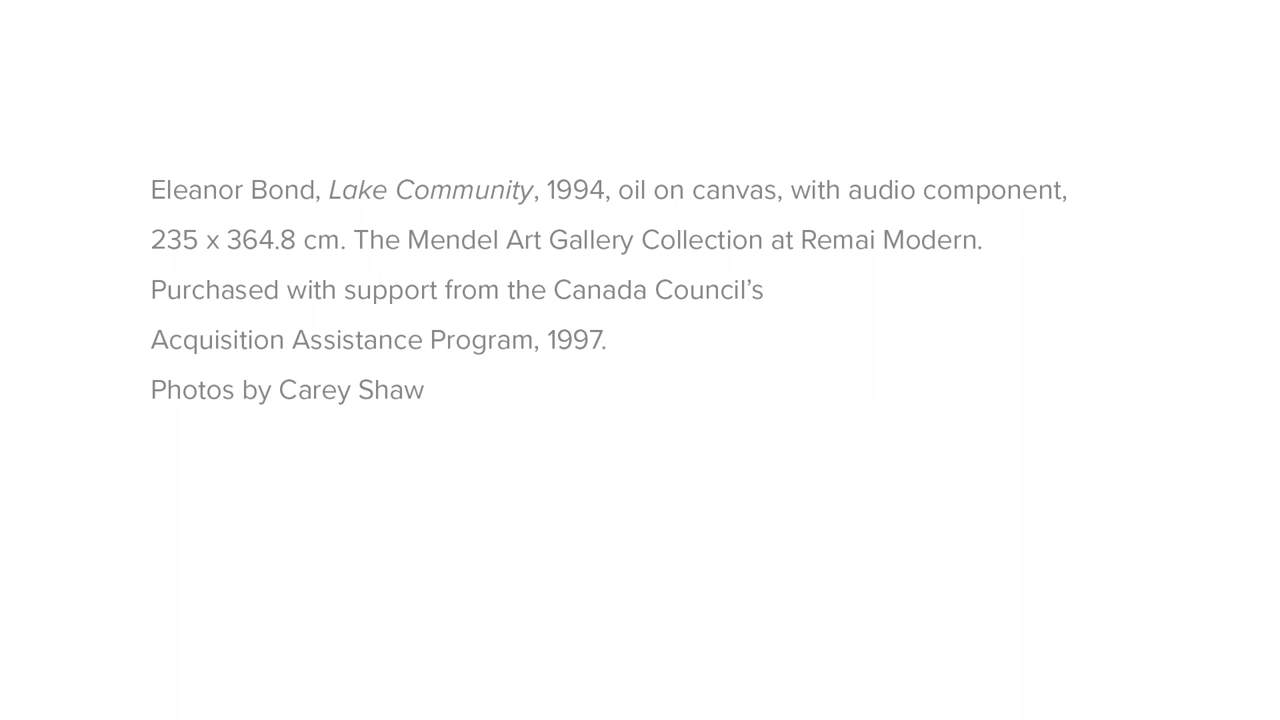 Eleanor Bond, Lake Community, 1994, oil on canvas, with audio component,
235 x 364.8 cm. The Mendel Art Gallery Collection at Remai Modern.
Purchased with support from the Canada Council’s
Acquisition Assistance Program, 1997.
Photos by Carey Shaw